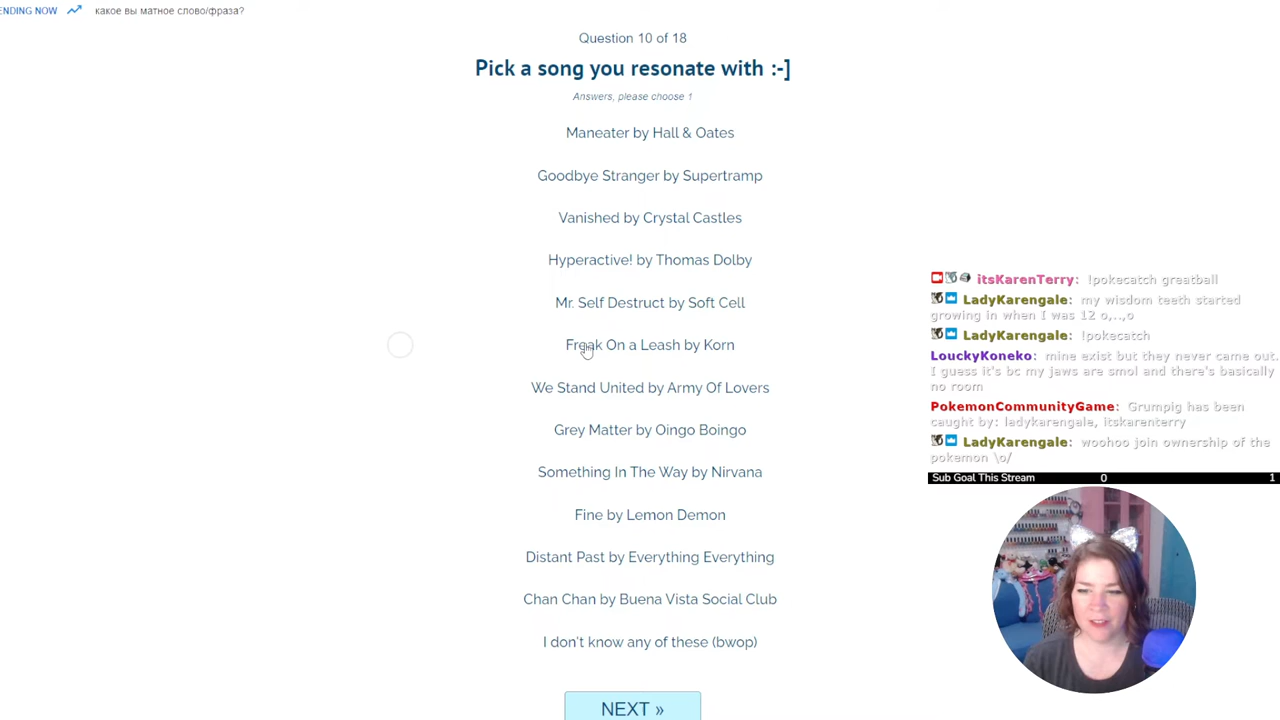 ENDING NOW какое вы матное слово/фраза?
Question 10 of 18
Pick a song you resonate with :-]
Answers, please choose 1
Maneater by Hall & Oates
Goodbye Stranger by Supertramp
Vanished by Crystal Castles
Hyperactive! by Thomas Dolby
Mr. Self Destruct by Soft Cell
Freak On a Leash by Korn
We Stand United by Army Of Lovers
Grey Matter by Oingo Boingo
Something In The Way by Nirvana
Fine by Lemon Demon
Distant Past by Everything Everything
Chan Chan by Buena Vista Social Club
I don't know any of these (bwop)
NEXT »
itsKarenTerry: !pokecatch greatball
LadyKarengale: my wisdom teeth started
growing in when I was 12 o,..,o
LadyKarengale: !pokecatch
LouckyKoneko: mine exist but they never came out.
I guess it's bc my jaws are smol and there's basically
no room
PokemonCommunityGame: Grumpig has been
caught by: ladykarengale, itskarenterry
LadyKarengale: woohoo join ownership of the
pokemon \o/
Sub Goal This Stream 0 1